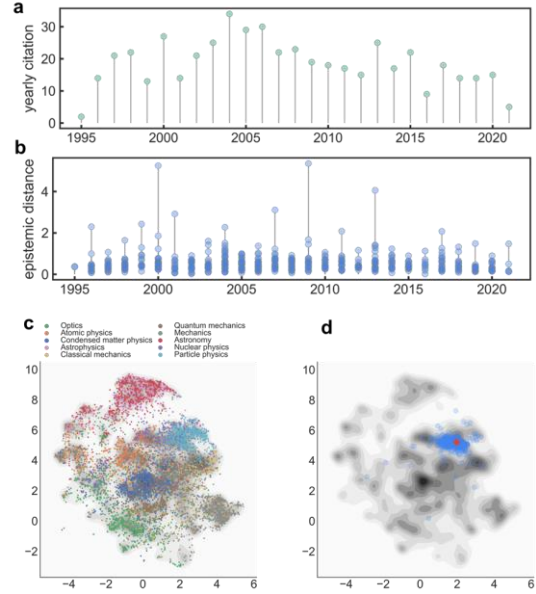 a
yearly citation
30
20
10
0
1995 2000 2005 2010 2015 2020
b
epistemic distance
4
2
0
1995 2000 2005 2010 2015 2020
c
Optics
Atomic physics
Condensed matter physics
Astrophysics
Classical mechanics
Quantum mechanics
Mechanics
Astronomy
Nuclear physics
Particle physics
10
8
6
4
2
0
−2
−4 −2 0 2 4 6
d
10
8
6
4
2
0
−2
−4 −2 0 2 4 6